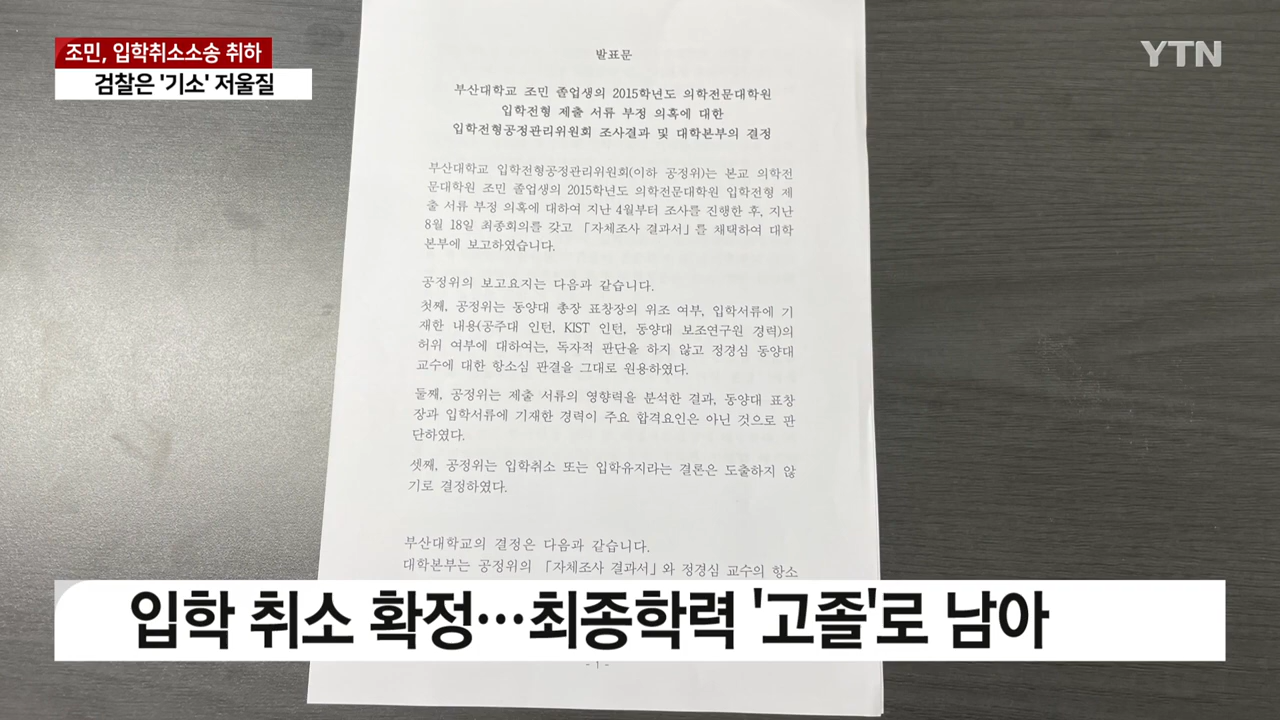 조민, 입학취소소송 취하
검찰은 '기소' 저울질
YTN
발표문
부산대학교 조민 졸업생의 2015학년도 의학전문대학원
입학전형 제출 서류 부정 의혹에 대한
입학전형공정관리위원회 조사결과 및 대학본부의 결정
부산대학교 입학전형공정관리위원회(이하 공정위)는 본교 의학전
문대학원 조민 졸업생의 2015학년도 의학전문대학원 입학전형 제
출 서류 부정 의혹에 대하여 지난 4월부터 조사를 진행한 후, 지난
8월 18일 최종회의를 갖고 「자체조사 결과서」를 채택하여 대학
본부에 보고하였습니다.
공정위의 보고요지는 다음과 같습니다.
첫째, 공정위는 동양대 총장 표창장의 위조 여부, 입학서류에 기
재한 내용(공주대 인턴, KIST 인턴, 동양대 보조연구원 경력)의
허위 여부에 대하여는, 독자적 판단을 하지 않고 정경심 동양대
교수에 대한 항소심 판결을 그대로 원용하였다.
둘째, 공정위는 제출 서류의 영향력을 분석한 결과, 동양대 표창
장과 입학서류에 기재한 경력이 주요 합격요인은 아닌 것으로 판
단하였다.
셋째, 공정위는 입학취소 또는 입학유지라는 결론은 도출하지 않
기로 결정하였다.
부산대학교의 결정은 다음과 같습니다.
대학본부는 공정위의 「자체조사 결과서」와 정경심 교수의 항소
입학 취소 확정…최종학력 '고졸'로 남아
- 1 -